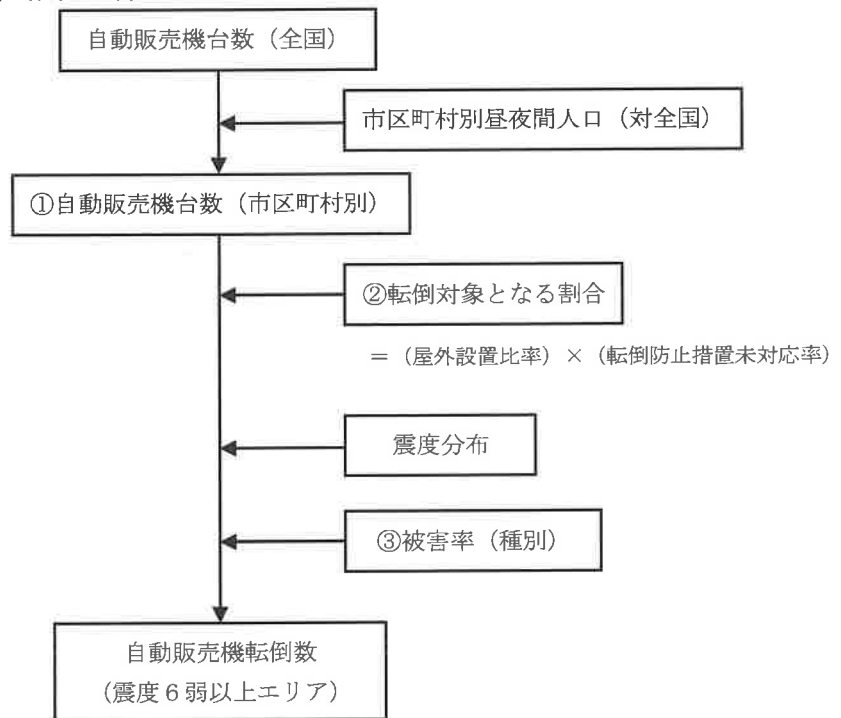 自動販売機台数（全国）
市区町村別昼夜間人口（対全国）
①自動販売機台数（市区町村別）
②転倒対象となる割合
＝（屋外設置比率）×（転倒防止措置未対応率）
震度分布
③被害率（種別）
自動販売機転倒数
（震度６弱以上エリア）